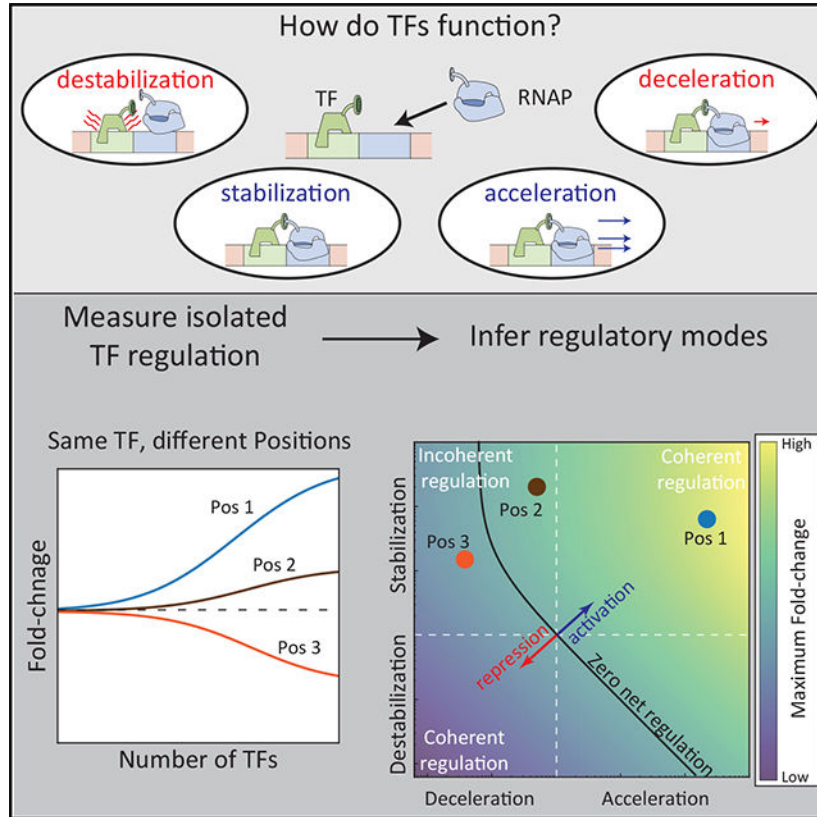 How do TFs function?
destabilization
TF
RNAP
deceleration
stabilization
acceleration
Measure isolated
TF regulation
Infer regulatory modes
Same TF, different Positions
Fold-chnage
Pos 1
Pos 2
Pos 3
Number of TFs
Stabilization
Destabilization
Incoherent
regulation
Coherent
regulation
Pos 2
Pos 3
Pos 1
activation
repression
Zero net regulation
Coherent
regulation
Deceleration
Acceleration
High
Low
Maximum Fold-change